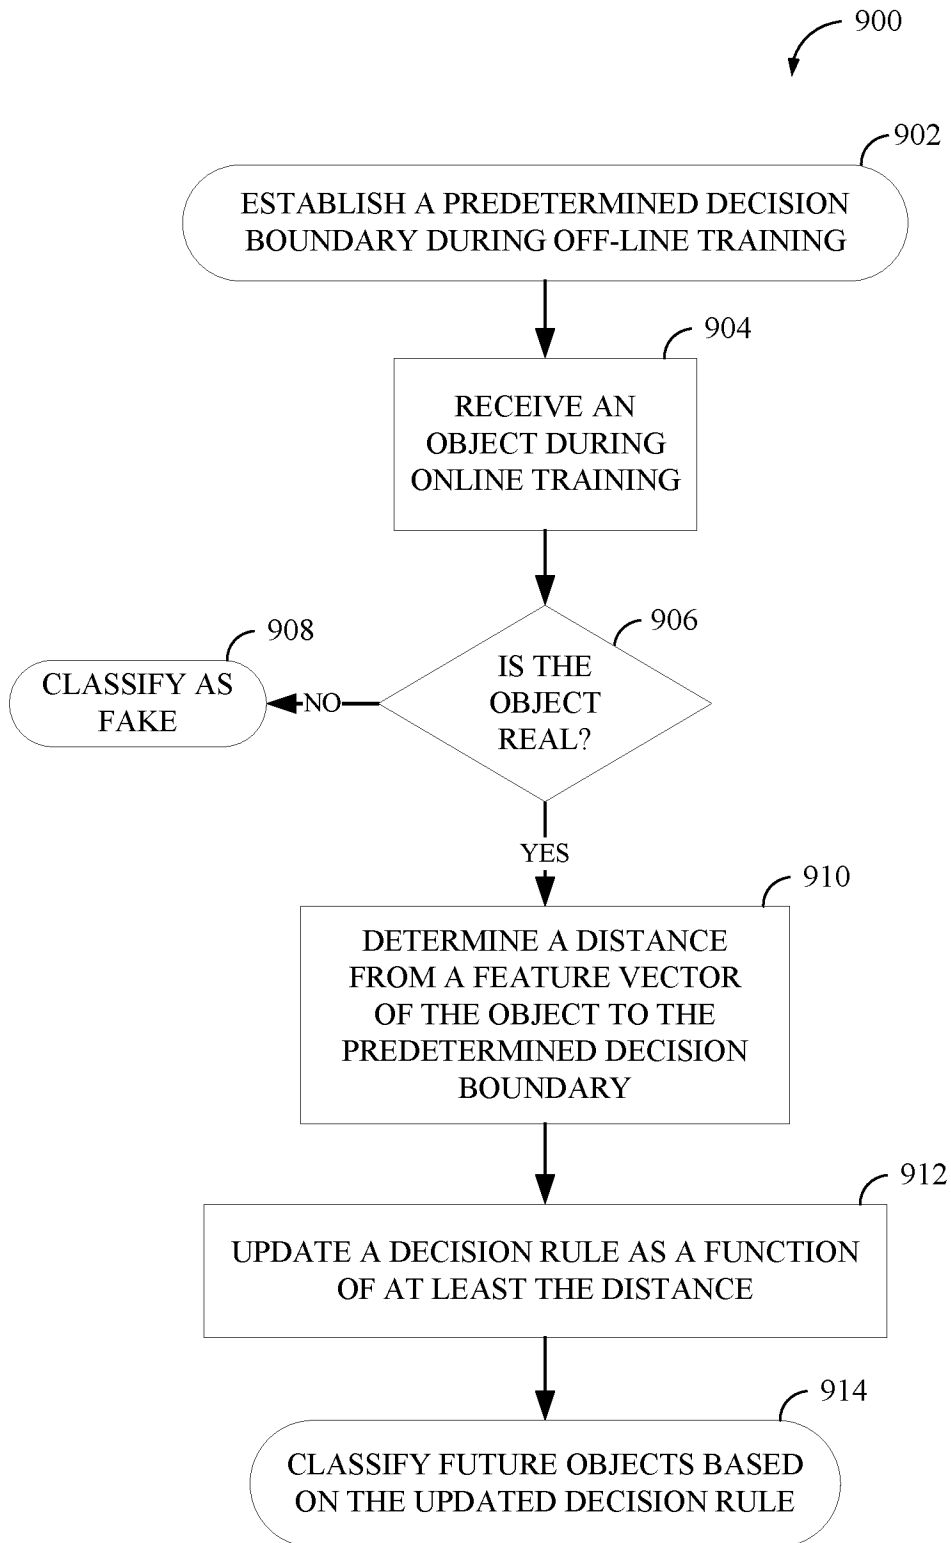 900
902
ESTABLISH A PREDETERMINED DECISION
BOUNDARY DURING OFF-LINE TRAINING
904
RECEIVE AN
OBJECT DURING
ONLINE TRAINING
906
IS THE
OBJECT
REAL?
908
CLASSIFY AS
FAKE
NO
YES
910
DETERMINE A DISTANCE
FROM A FEATURE VECTOR
OF THE OBJECT TO THE
PREDETERMINED DECISION
BOUNDARY
912
UPDATE A DECISION RULE AS A FUNCTION
OF AT LEAST THE DISTANCE
914
CLASSIFY FUTURE OBJECTS BASED
ON THE UPDATED DECISION RULE